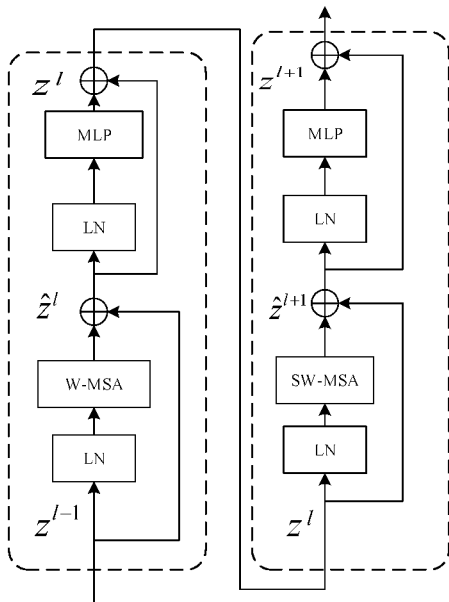 z^l
MLP
LN
ẑ^l
W-MSA
LN
z^{l-1}
z^{l+1}
MLP
LN
ẑ^{l+1}
SW-MSA
LN
z^l